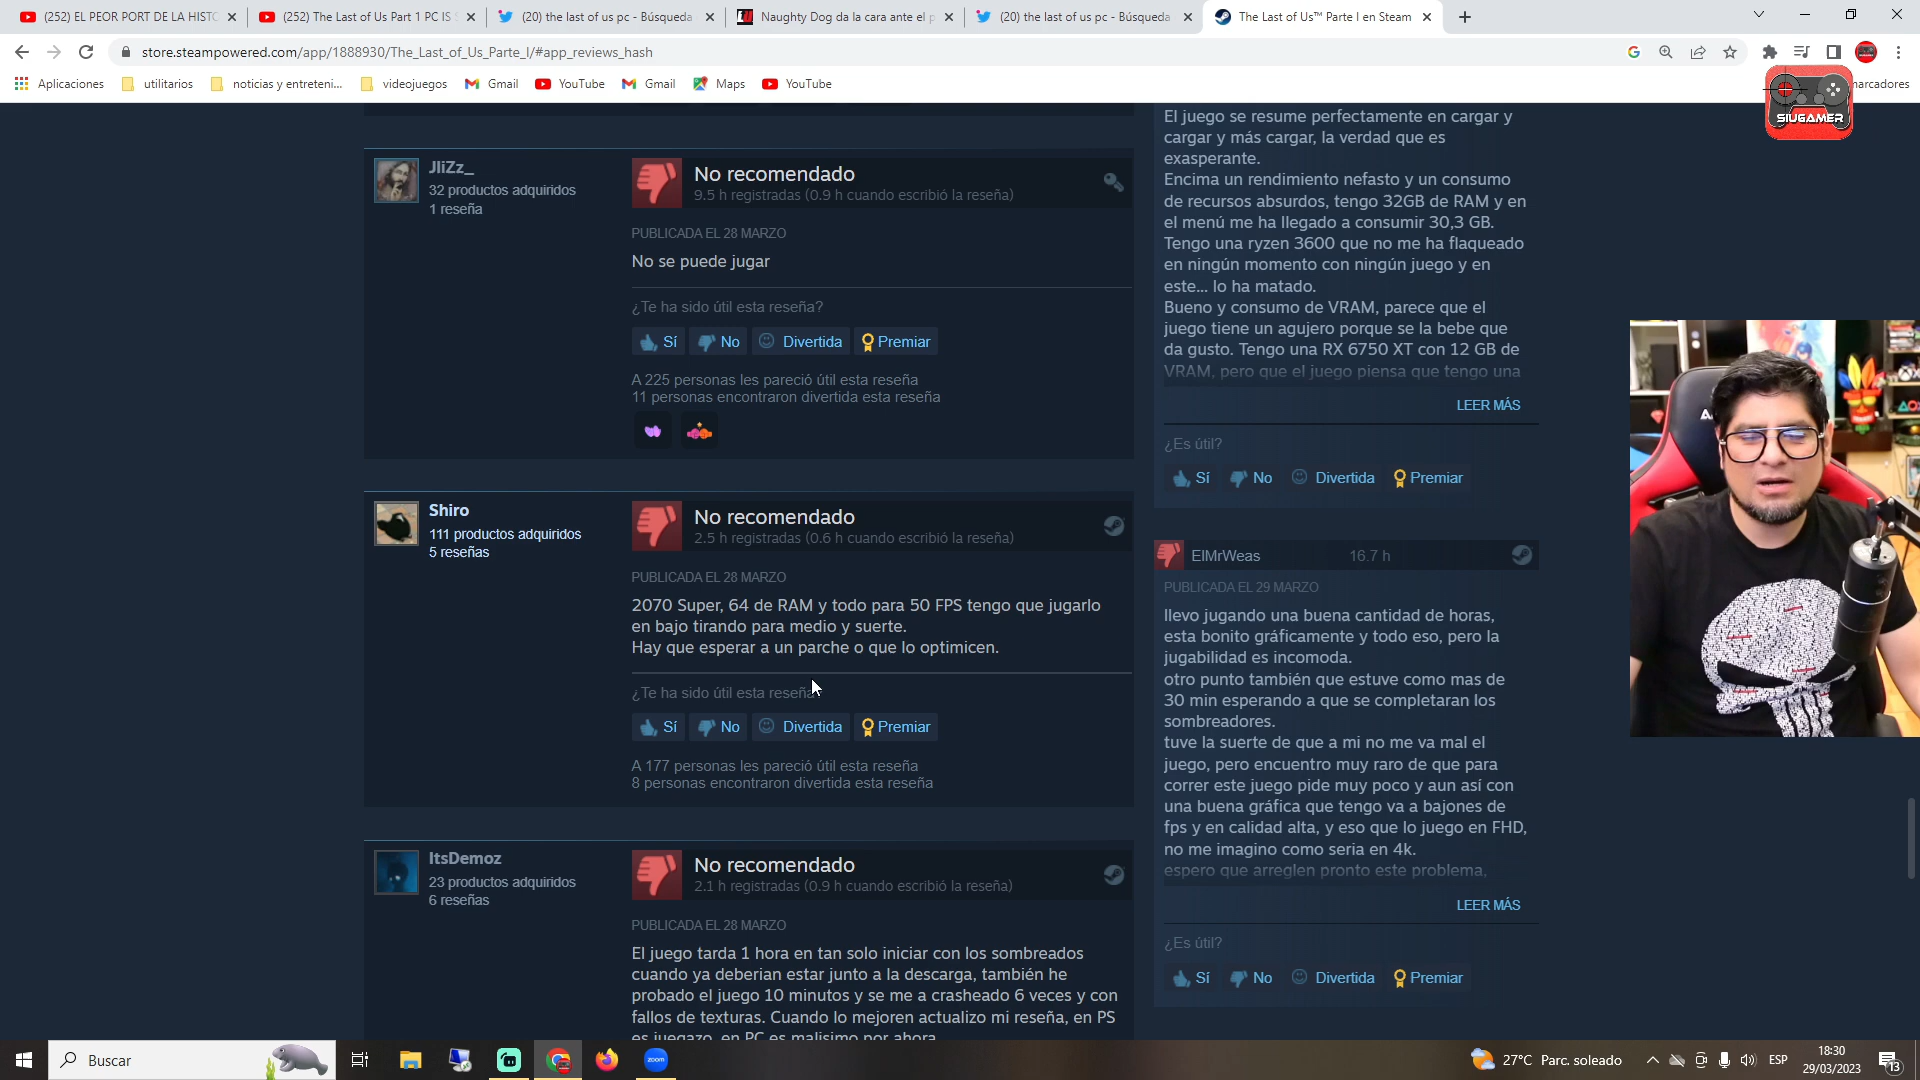 (252) EL PEOR PORT DE LA HISTO
(252) The Last of Us Part 1 PC IS
(20) the last of us pc - Búsqueda
Naughty Dog da la cara ante el p
(20) the last of us pc - Búsqueda
The Last of Us™ Parte I en Steam
store.steampowered.com/app/1888930/The_Last_of_Us_Parte_I/#app_reviews_hash
Aplicaciones
utilitarios
noticias y entreteni...
videojuegos
Gmail
YouTube
Gmail
Maps
YouTube
marcadores
SIUGAMER
JliZz_
32 productos adquiridos
1 reseña
No recomendado
9.5 h registradas (0.9 h cuando escribió la reseña)
PUBLICADA EL 28 MARZO
No se puede jugar
¿Te ha sido útil esta reseña?
Sí
No
Divertida
Premiar
A 225 personas les pareció útil esta reseña
11 personas encontraron divertida esta reseña
Shiro
111 productos adquiridos
5 reseñas
No recomendado
2.5 h registradas (0.6 h cuando escribió la reseña)
PUBLICADA EL 28 MARZO
2070 Super, 64 de RAM y todo para 50 FPS tengo que jugarlo
en bajo tirando para medio y suerte.
Hay que esperar a un parche o que lo optimicen.
¿Te ha sido útil esta reseña
Sí
No
Divertida
Premiar
A 177 personas les pareció útil esta reseña
8 personas encontraron divertida esta reseña
ItsDemoz
23 productos adquiridos
6 reseñas
No recomendado
2.1 h registradas (0.9 h cuando escribió la reseña)
PUBLICADA EL 28 MARZO
El juego tarda 1 hora en tan solo iniciar con los sombreados
cuando ya deberian estar junto a la descarga, también he
probado el juego 10 minutos y se me a crasheado 6 veces y con
fallos de texturas. Cuando lo mejoren actualizo mi reseña, en PS
es juegazo, en PC es malisimo por ahora
El juego se resume perfectamente en cargar y
cargar y más cargar, la verdad que es
exasperante.
Encima un rendimiento nefasto y un consumo
de recursos absurdos, tengo 32GB de RAM y en
el menú me ha llegado a consumir 30,3 GB.
Tengo una ryzen 3600 que no me ha flaqueado
en ningún momento con ningún juego y en
este... lo ha matado.
Bueno y consumo de VRAM, parece que el
juego tiene un agujero porque se la bebe que
da gusto. Tengo una RX 6750 XT con 12 GB de
VRAM, pero que el juego piensa que tengo una
LEER MÁS
¿Es útil?
Sí
No
Divertida
Premiar
ElMrWeas
16.7 h
PUBLICADA EL 29 MARZO
llevo jugando una buena cantidad de horas,
esta bonito gráficamente y todo eso, pero la
jugabilidad es incomoda.
otro punto también que estuve como mas de
30 min esperando a que se completaran los
sombreadores.
tuve la suerte de que a mi no me va mal el
juego, pero encuentro muy raro de que para
correr este juego pide muy poco y aun así con
una buena gráfica que tengo va a bajones de
fps y en calidad alta, y eso que lo juego en FHD,
no me imagino como seria en 4k.
espero que arreglen pronto este problema,
LEER MÁS
¿Es útil?
Sí
No
Divertida
Premiar
Buscar
zoom
27°C Parc. soleado
ESP
18:30
29/03/2023
13